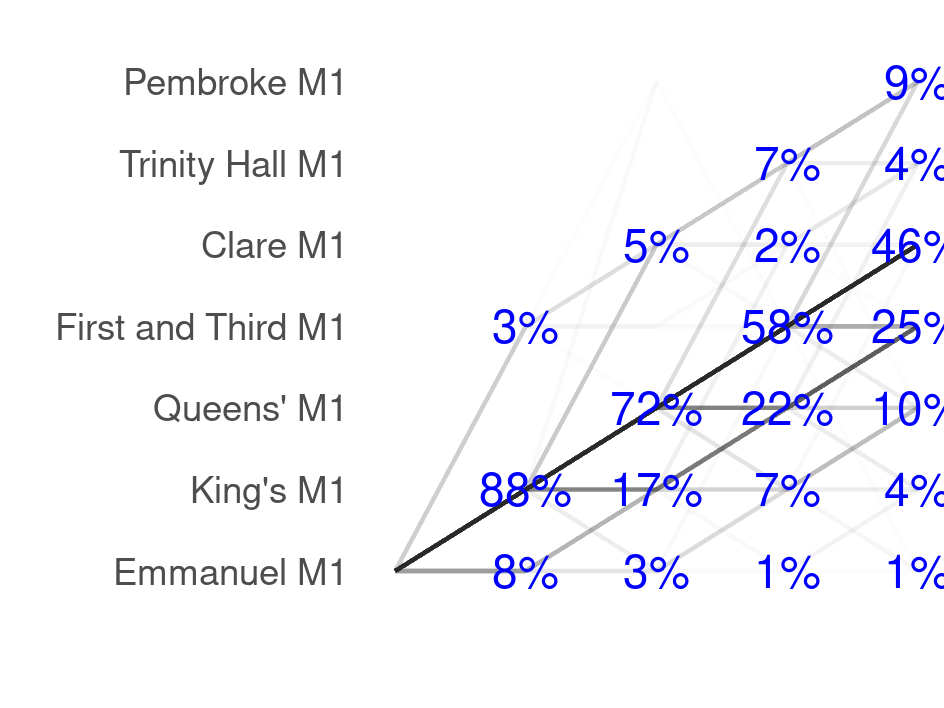 Pembroke M1 9%
Trinity Hall M1 7% 4%
Clare M1 5% 2% 46%
First and Third M1 3% 58% 25%
Queens' M1 72% 22% 10%
King's M1 88% 17% 7% 4%
Emmanuel M1 8% 3% 1% 1%